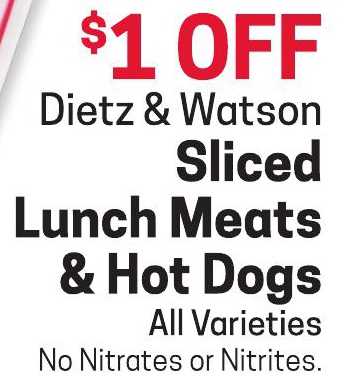 $1 OFF
Dietz & Watson
Sliced
Lunch Meats
& Hot Dogs
All Varieties
No Nitrates or Nitrites.